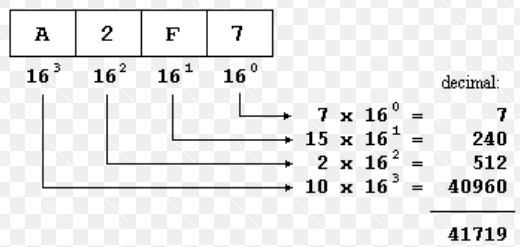 A 2 F 7
16³ 16² 16¹ 16⁰
decimal:
7 x 16⁰ = 7
15 x 16¹ = 240
2 x 16² = 512
10 x 16³ = 40960
41719